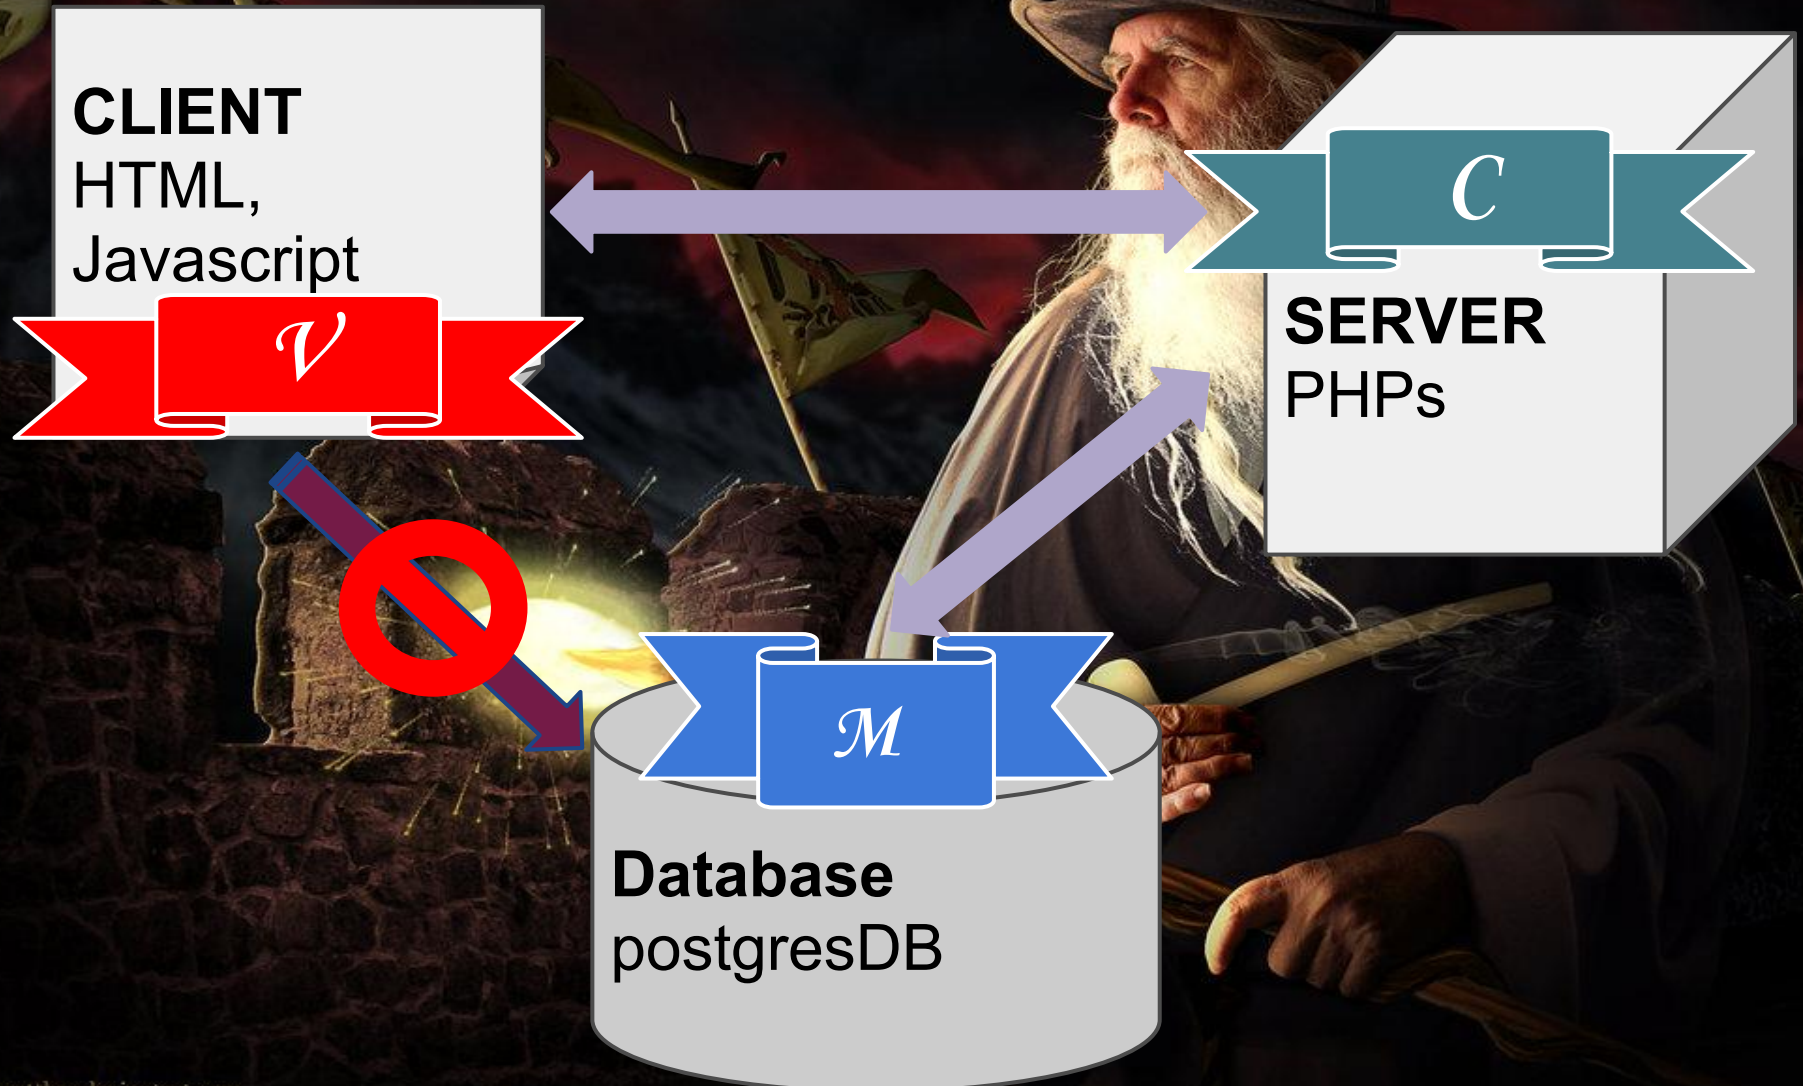 CLIENT
HTML,
Javascript
V
C
SERVER
PHPs
M
Database
postgresDB